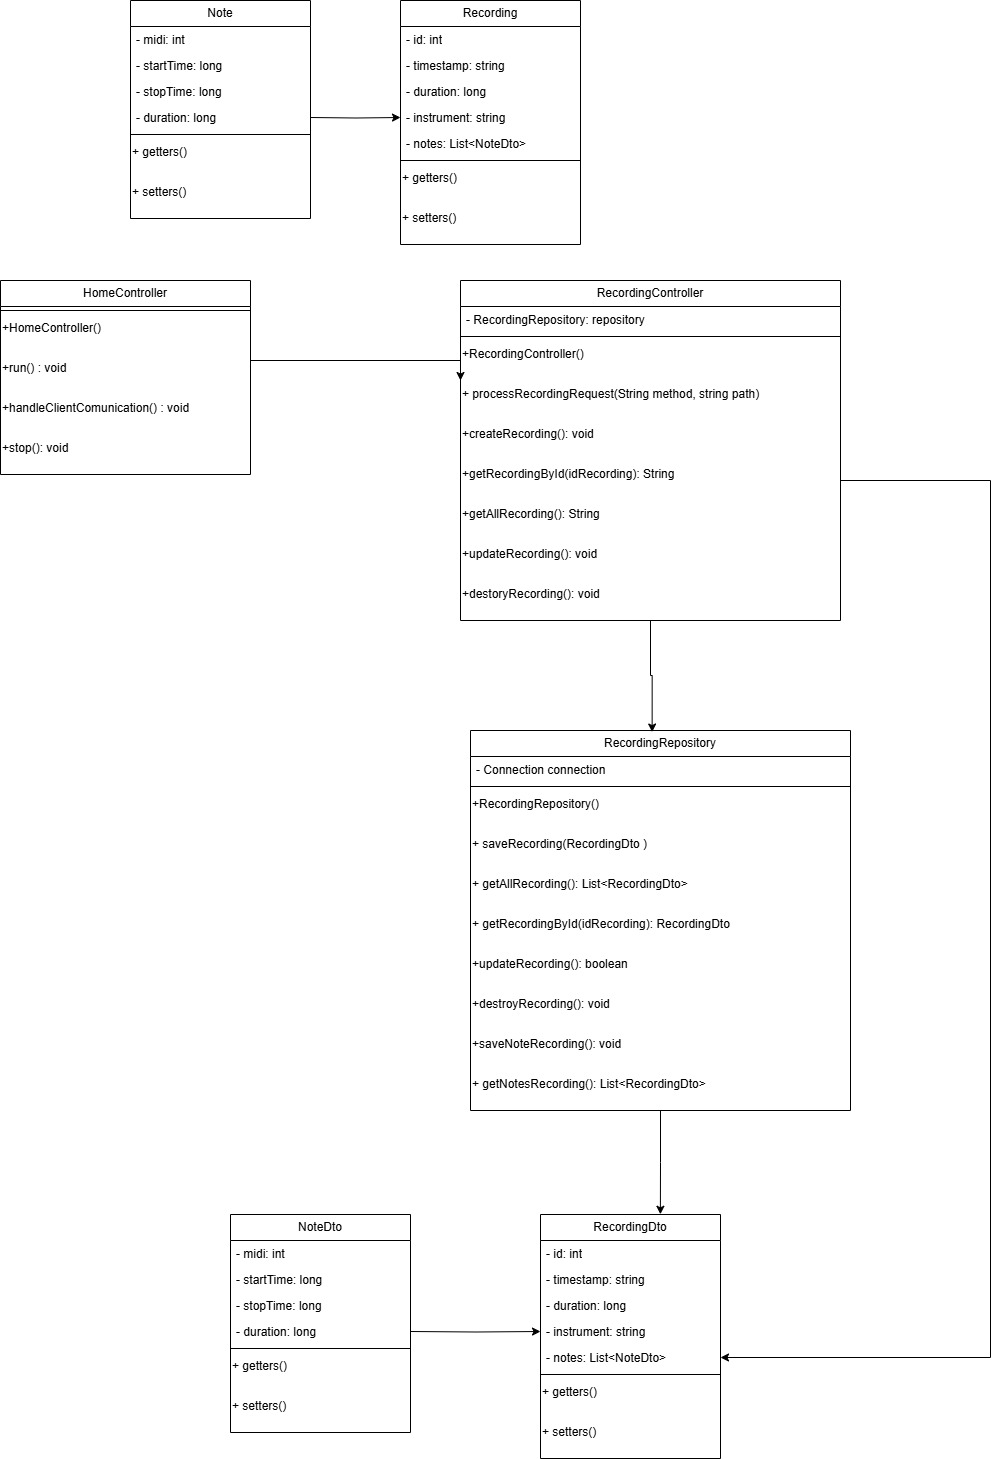 Note
- midi: int
- startTime: long
- stopTime: long
- duration: long
+ getters()
+ setters()
Recording
- id: int
- timestamp: string
- duration: long
- instrument: string
- notes: List<NoteDto>
+ getters()
+ setters()
HomeController
+HomeController()
+run() : void
+handleClientComunication() : void
+stop(): void
RecordingController
- RecordingRepository: repository
+RecordingController()
+ processRecordingRequest(String method, string path)
+createRecording(): void
+getRecordingById(idRecording): String
+getAllRecording(): String
+updateRecording(): void
+destoryRecording(): void
RecordingRepository
- Connection connection
+RecordingRepository()
+ saveRecording(RecordingDto )
+ getAllRecording(): List<RecordingDto>
+ getRecordingById(idRecording): RecordingDto
+updateRecording(): boolean
+destroyRecording(): void
+saveNoteRecording(): void
+ getNotesRecording(): List<RecordingDto>
NoteDto
- midi: int
- startTime: long
- stopTime: long
- duration: long
+ getters()
+ setters()
RecordingDto
- id: int
- timestamp: string
- duration: long
- instrument: string
- notes: List<NoteDto>
+ getters()
+ setters()